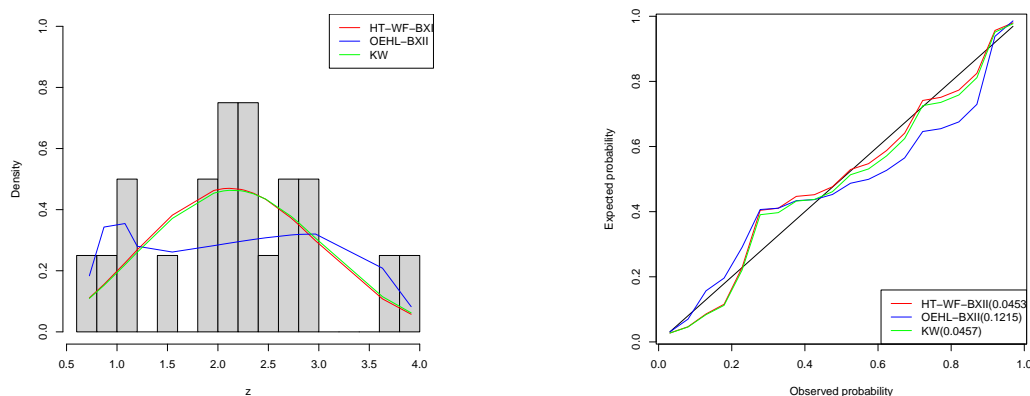 HT-WF-BXI
OEHL-BXII
KW
Density
0.0
0.2
0.4
0.6
0.8
1.0
0.5
1.0
1.5
2.0
2.5
3.0
3.5
4.0
z
Expected probability
0.0
0.2
0.4
0.6
0.8
1.0
HT-WF-BXII(0.0453
OEHL-BXII(0.1215)
KW(0.0457)
0.0
0.2
0.4
0.6
0.8
1.0
Observed probability